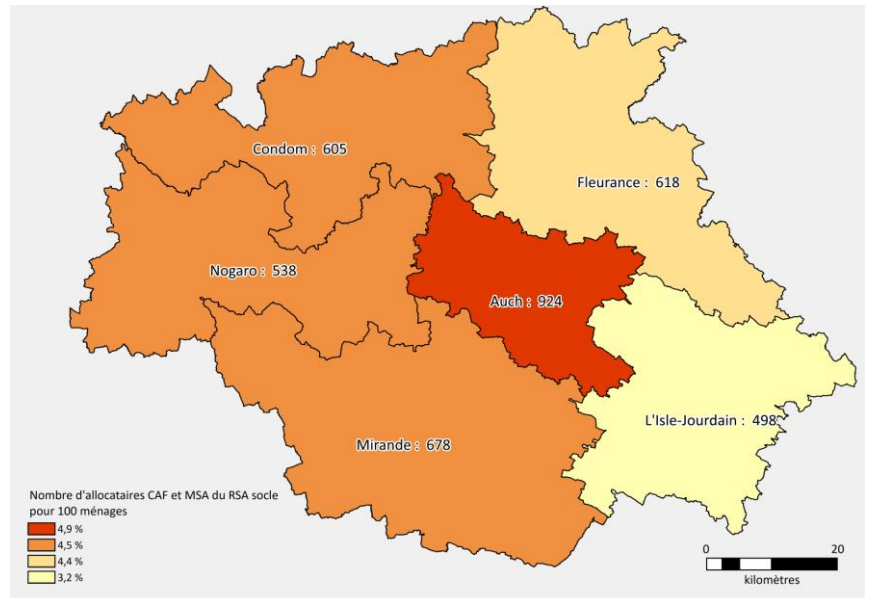 Condom : 605
Fleurance : 618
Nogaro : 538
Auch : 924
L'Isle-Jourdain : 498
Mirande : 678
Nombre d'allocataires CAF et MSA du RSA socle
pour 100 ménages
4,9 %
4,5 %
4,4 %
3,2 %
0 20
kilomètres